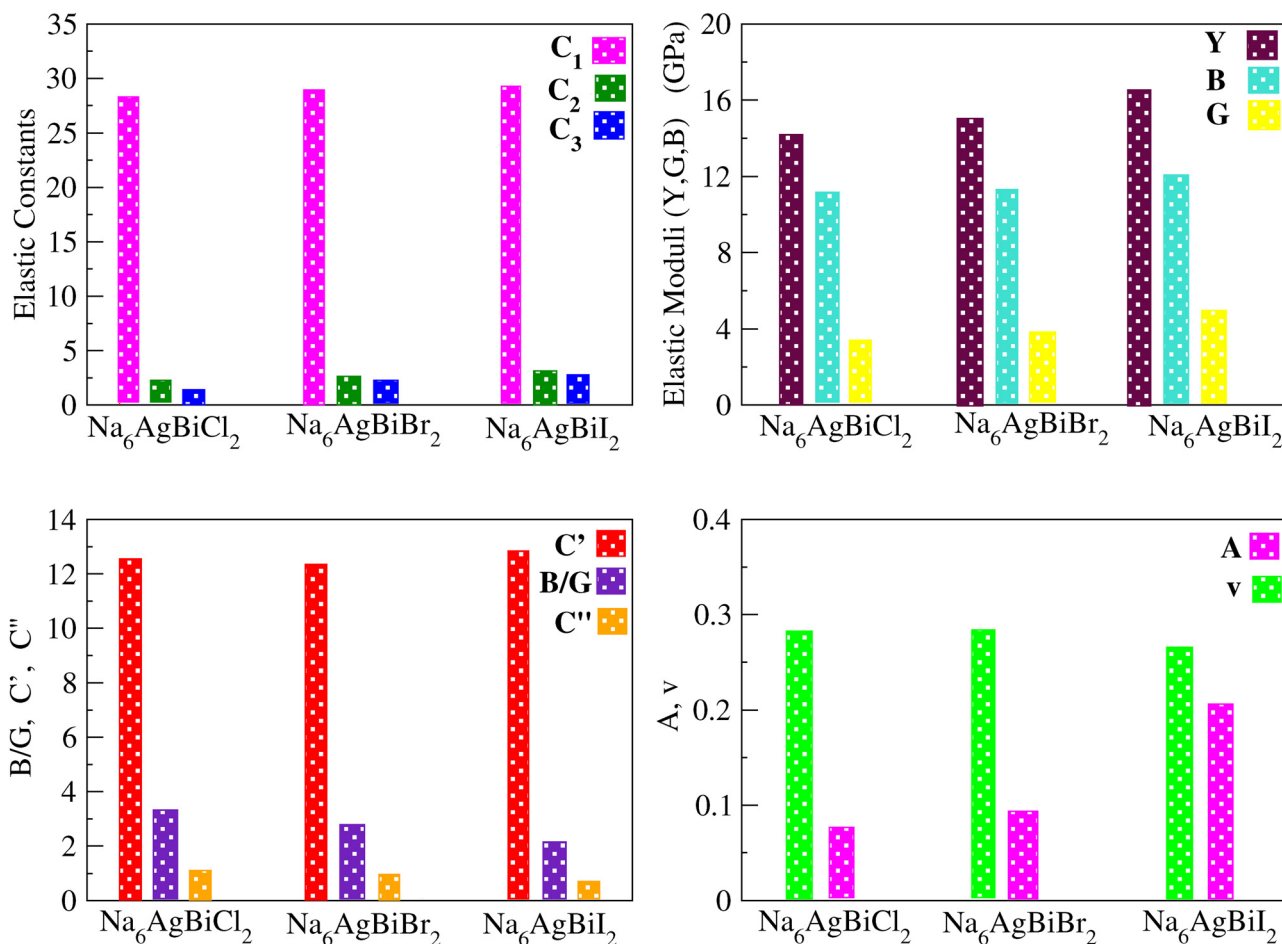 35
30
25
20
15
10
5
0
Elastic Constants
C₁
C₂
C₃
Na₆AgBiCl₂ Na₆AgBiBr₂ Na₆AgBiI₂
20
16
12
8
4
0
Elastic Moduli (Y,G,B) (GPa)
Y
B
G
Na₆AgBiCl₂ Na₆AgBiBr₂ Na₆AgBiI₂
14
12
10
8
6
4
2
0
B/G, C’ , C"
C’
B/G
C"
Na₆AgBiCl₂ Na₆AgBiBr₂ Na₆AgBiI₂
0.4
0.3
0.2
0.1
0
A, v
A
v
Na₆AgBiCl₂ Na₆AgBiBr₂ Na₆AgBiI₂